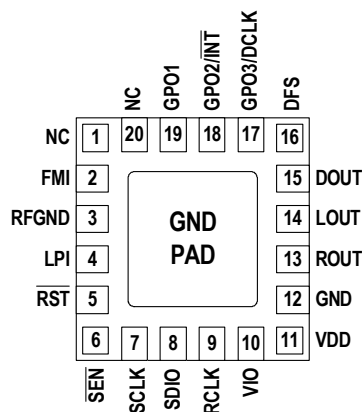 NC
GPO1
GPO2/INT
GPO3/DCLK
DFS
NC 1 20 19 18 17 16
FMI 2 15 DOUT
RFGND 3 14 LOUT
GND
PAD
LPI 4 13 ROUT
RST 5 12 GND
6 7 8 9 10 11 VDD
SEN
SCLK
SDIO
RCLK
VIO